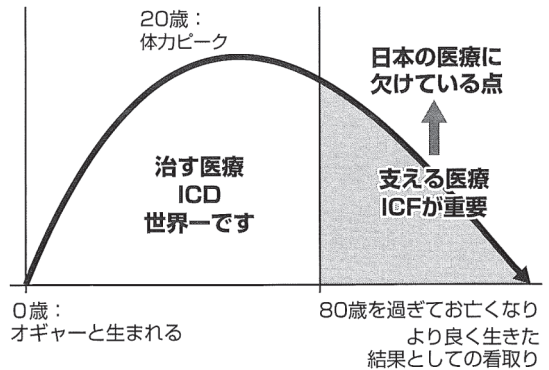 20歳：
体力ピーク
日本の医療に
欠けている点
治す医療
ICD
世界一です
支える医療
ICFが重要
0歳：
オギャーと生まれる
80歳を過ぎてお亡くなり
より良く生きた
結果としての看取り